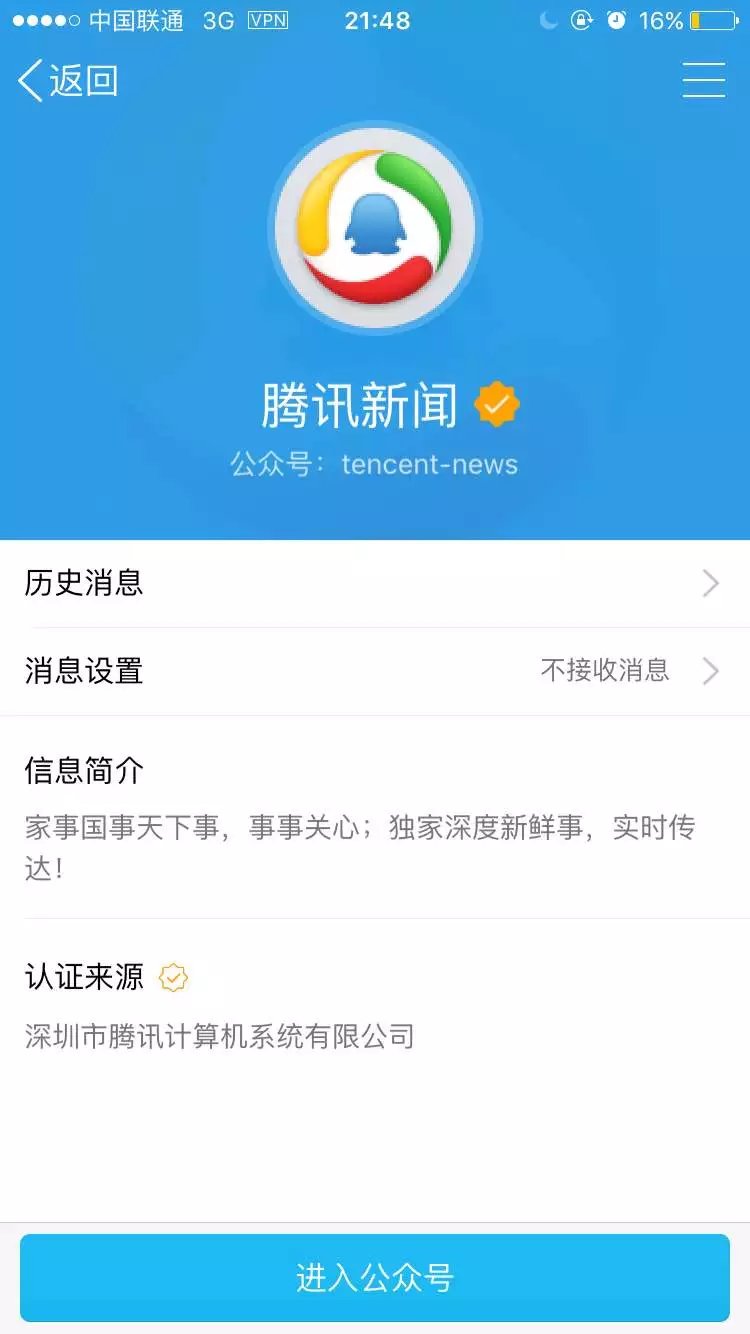 中国联通 3G VPN 21:48 16%
返回
腾讯新闻
公众号：tencent-news
历史消息
消息设置 不接收消息
信息简介
家事国事天下事，事事关心；独家深度新鲜事，实时传
达！
认证来源
深圳市腾讯计算机系统有限公司
进入公众号